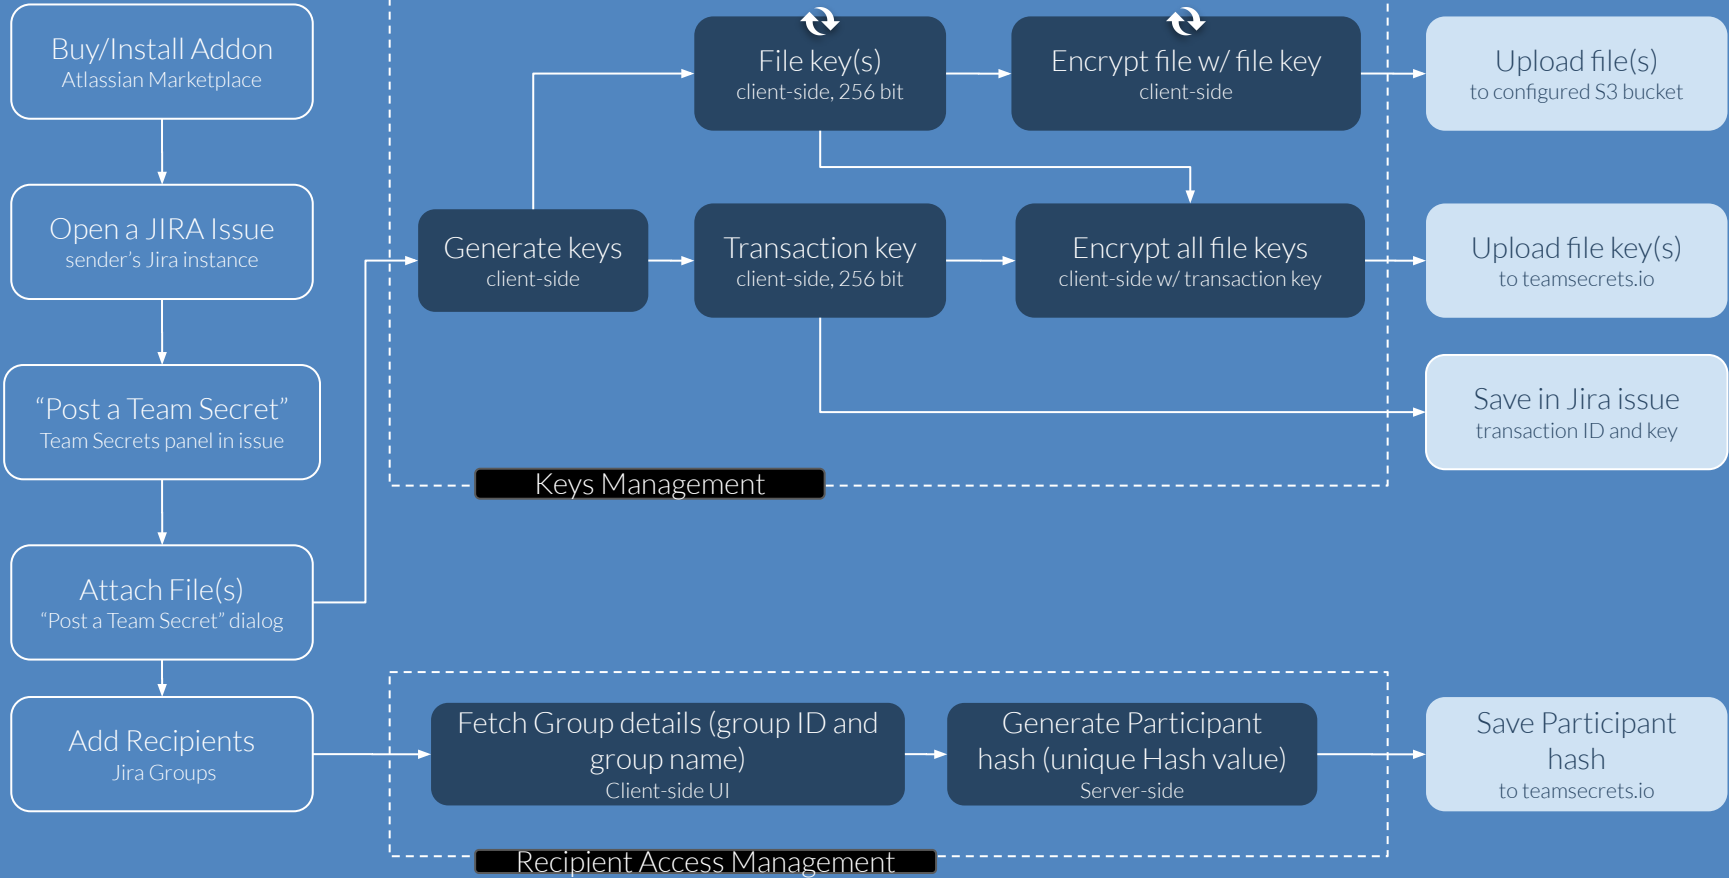 Buy/Install Addon
Atlassian Marketplace
Open a JIRA Issue
sender’s Jira instance
“Post a Team Secret”
Team Secrets panel in issue
Attach File(s)
“Post a Team Secret” dialog
Add Recipients
Jira Groups
File key(s)
client-side, 256 bit
Encrypt file w/ file key
client-side
Upload file(s)
to configured S3 bucket
Generate keys
client-side
Transaction key
client-side, 256 bit
Encrypt all file keys
client-side w/ transaction key
Upload file key(s)
to teamsecrets.io
Save in Jira issue
transaction ID and key
Keys Management
Fetch Group details (group ID and
group name)
Client-side UI
Generate Participant
hash (unique Hash value)
Server-side
Save Participant
hash
to teamsecrets.io
Recipient Access Management